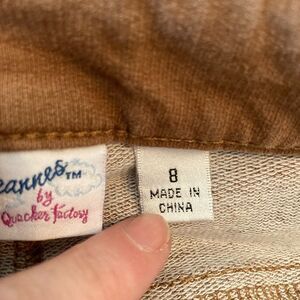 eannes™
by
Quacker Factory
8
MADE IN
CHINA